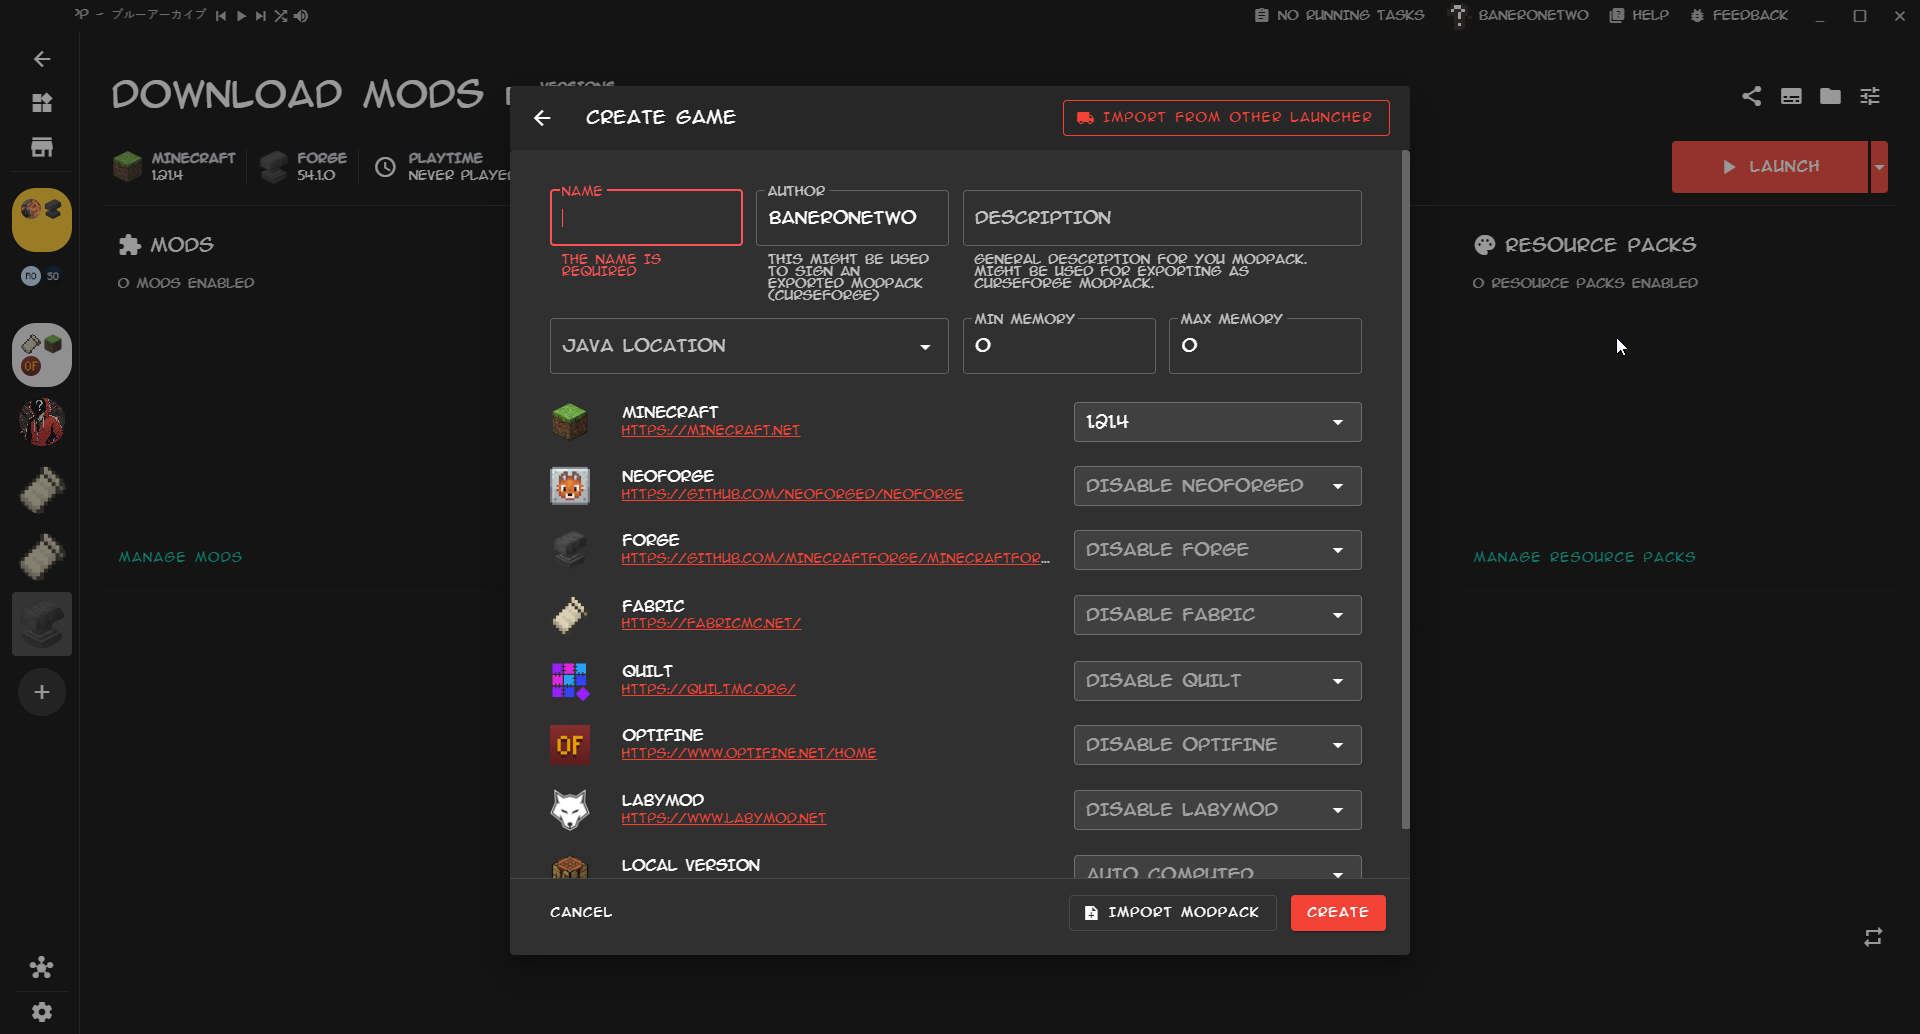 PP - ブルーアーカイブ
NO RUNNING TASKS
BANERONETWO
HELP
FEEDBACK
DOWNLOAD MODS
VERSIONS
MINECRAFT
1.21.4
FORGE
54.1.0
PLAYTIME
NEVER PLAYE
LAUNCH
MODS
0 MODS ENABLED
MANAGE MODS
RESOURCE PACKS
0 RESOURCE PACKS ENABLED
MANAGE RESOURCE PACKS
OF
CREATE GAME
IMPORT FROM OTHER LAUNCHER
NAME
THE NAME IS
REQUIRED
AUTHOR
BANERONETWO
THIS MIGHT BE USED
TO SIGN AN
EXPORTED MODPACK
(CURSEFORGE)
DESCRIPTION
GENERAL DESCRIPTION FOR YOU MODPACK.
MIGHT BE USED FOR EXPORTING AS
CURSEFORGE MODPACK.
JAVA LOCATION
MIN MEMORY
0
MAX MEMORY
0
MINECRAFT
HTTPS://MINECRAFT.NET
1.21.4
NEOFORGE
HTTPS://GITHUB.COM/NEOFORGED/NEOFORGE
DISABLE NEOFORGED
FORGE
HTTPS://GITHUB.COM/MINECRAFTFORGE/MINECRAFTFOR...
DISABLE FORGE
FABRIC
HTTPS://FABRICMC.NET/
DISABLE FABRIC
QUILT
HTTPS://QUILTMC.ORG/
DISABLE QUILT
OF
OPTIFINE
HTTPS://WWW.OPTIFINE.NET/HOME
DISABLE OPTIFINE
LABYMOD
HTTPS://WWW.LABYMOD.NET
DISABLE LABYMOD
LOCAL VERSION
AUTO COMPUTED
CANCEL
IMPORT MODPACK
CREATE